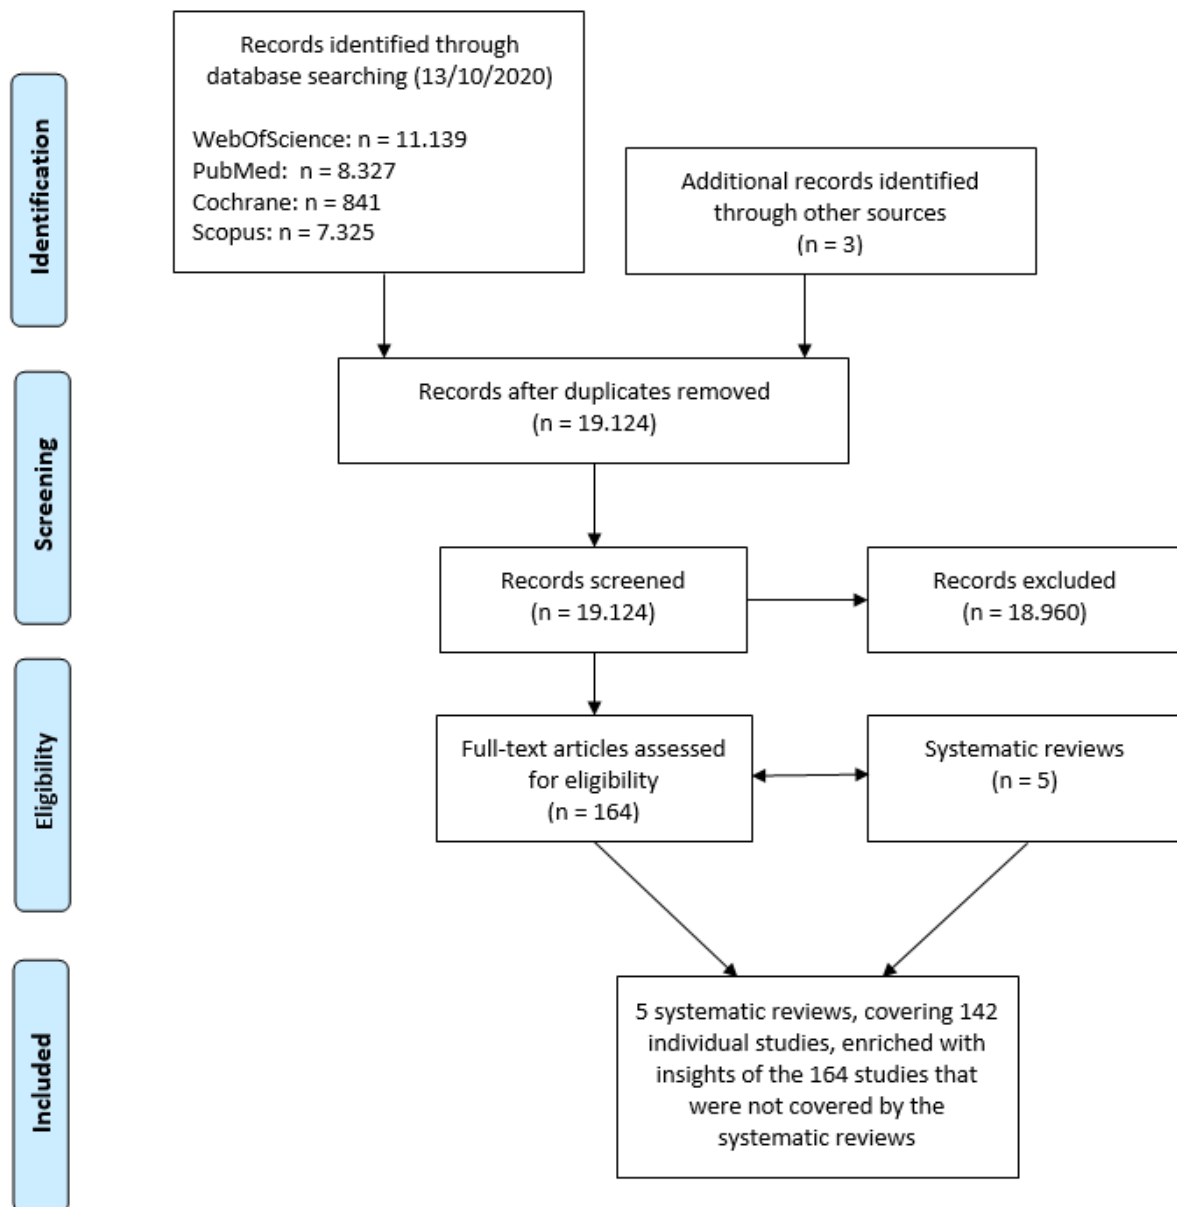 Identification
Records identified through
database searching (13/10/2020)
WebOfScience: n = 11.139
PubMed:  n = 8.327
Cochrane: n = 841
Scopus: n = 7.325
Additional records identified
through other sources
(n = 3)
Screening
Records after duplicates removed
(n = 19.124)
Records screened
(n = 19.124)
Records excluded
(n = 18.960)
Eligibility
Full-text articles assessed
for eligibility
(n = 164)
Systematic reviews
(n = 5)
Included
5 systematic reviews, covering 142
individual studies, enriched with
insights of the 164 studies that
were not covered by the
systematic reviews